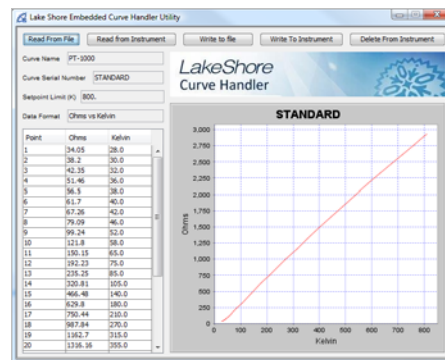 Lake Shore Embedded Curve Handler Utility
Read From File Read from Instrument Write to file Write To Instrument Delete From Instrument
Curve Name PT-1000
Curve Serial Number STANDARD
Setpoint Limit (K) 800.
Data Format Ohms vs Kelvin
LakeShore
Curve Handler
Point Ohms Kelvin
1 34.05 28.0
2 38.2 30.0
3 42.35 32.0
4 51.46 36.0
5 56.5 38.0
6 61.7 40.0
7 67.26 42.0
8 79.09 46.0
9 99.24 52.0
10 121.8 58.0
11 150.15 65.0
12 192.23 75.0
13 235.25 85.0
14 320.81 105.0
15 466.48 140.0
16 629.8 180.0
17 750.44 210.0
18 987.84 270.0
19 1162.7 315.0
20 1316.16 355.0
STANDARD
3,000
2,750
2,500
2,250
2,000
1,750
1,500
1,250
1,000
750
500
250
0
Ohms
0 100 200 300 400 500 600 700 800
Kelvin